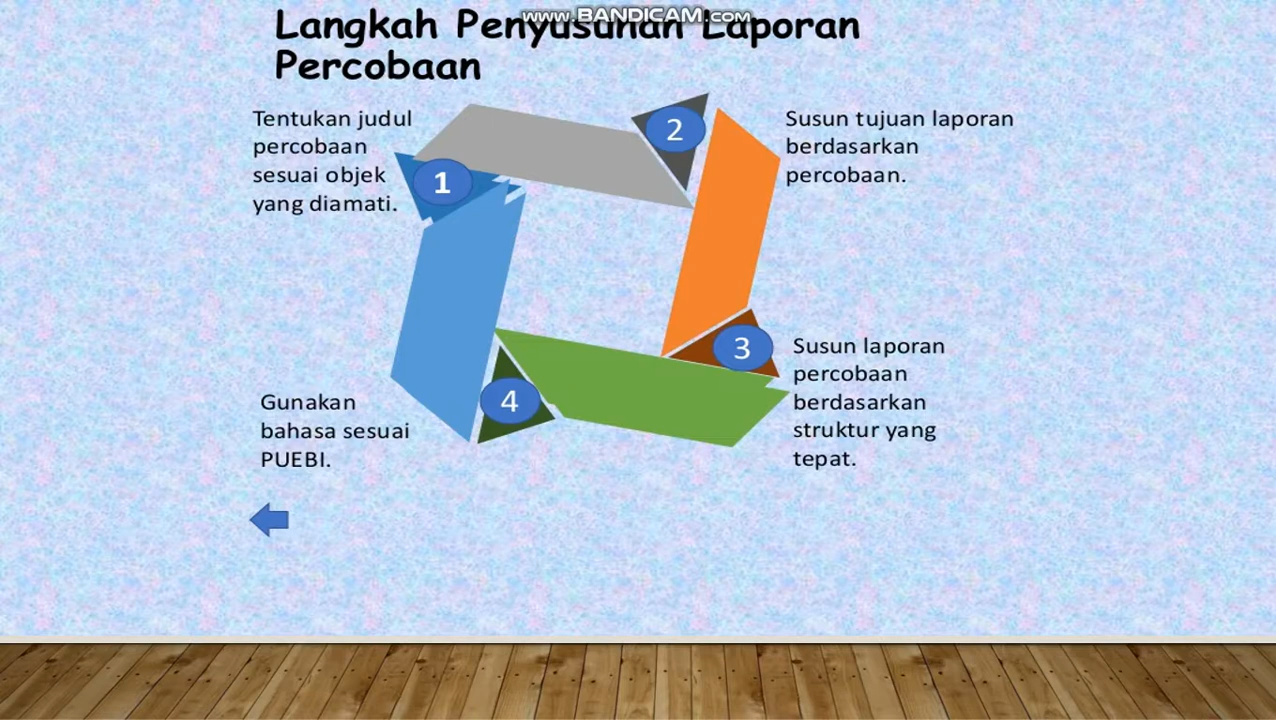 www.BANDICAM.com
Langkah Penyusunan Laporan
Percobaan
Tentukan judul
percobaan
sesuai objek
yang diamati.
1
2
Susun tujuan laporan
berdasarkan
percobaan.
3
Susun laporan
percobaan
berdasarkan
struktur yang
tepat.
4
Gunakan
bahasa sesuai
PUEBI.